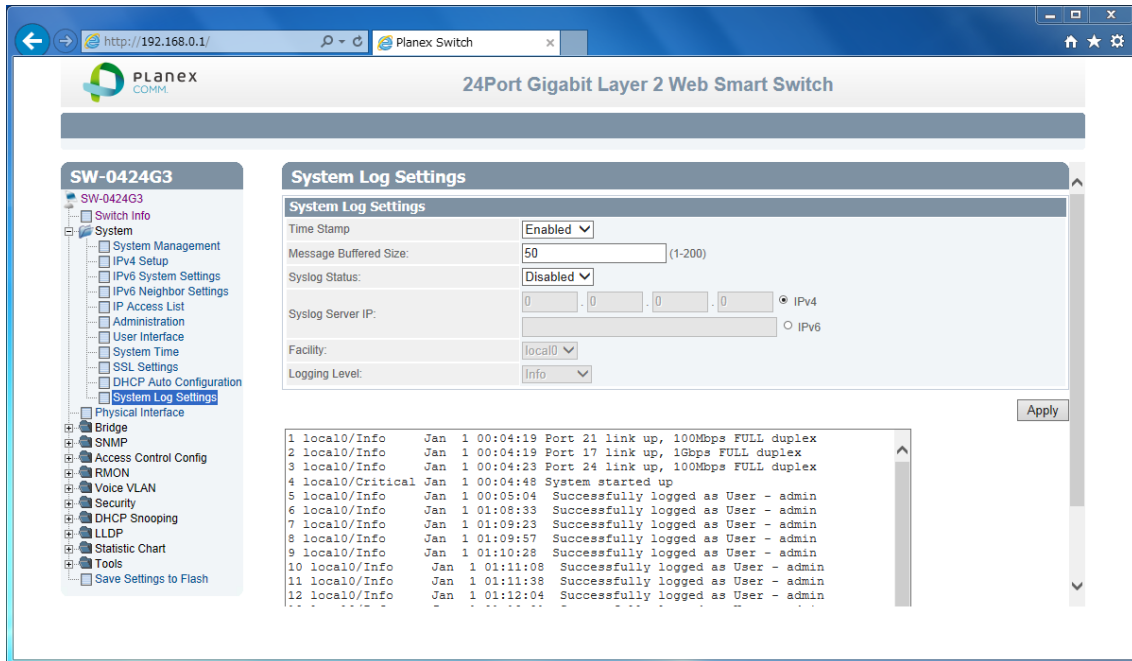 http://192.168.0.1/
Planex Switch
PLANEX
COMM.
24Port Gigabit Layer 2 Web Smart Switch
SW-0424G3
SW-0424G3
Switch Info
System
System Management
IPv4 Setup
IPv6 System Settings
IPv6 Neighbor Settings
IP Access List
Administration
User Interface
System Time
SSL Settings
DHCP Auto Configuration
System Log Settings
Physical Interface
Bridge
SNMP
Access Control Config
RMON
Voice VLAN
Security
DHCP Snooping
LLDP
Statistic Chart
Tools
Save Settings to Flash
System Log Settings
System Log Settings
Time Stamp Enabled
Message Buffered Size: 50 (1-200)
Syslog Status: Disabled
Syslog Server IP: 0 . 0 . 0 . 0 IPv4
IPv6
Facility: local0
Logging Level: Info
Apply
1 local0/Info Jan 1 00:04:19 Port 21 link up, 100Mbps FULL duplex
2 local0/Info Jan 1 00:04:19 Port 17 link up, 1Gbps FULL duplex
3 local0/Info Jan 1 00:04:23 Port 24 link up, 100Mbps FULL duplex
4 local0/Critical Jan 1 00:04:48 System started up
5 local0/Info Jan 1 00:05:04 Successfully logged as User - admin
6 local0/Info Jan 1 01:08:33 Successfully logged as User - admin
7 local0/Info Jan 1 01:09:23 Successfully logged as User - admin
8 local0/Info Jan 1 01:09:57 Successfully logged as User - admin
9 local0/Info Jan 1 01:10:28 Successfully logged as User - admin
10 local0/Info Jan 1 01:11:08 Successfully logged as User - admin
11 local0/Info Jan 1 01:11:38 Successfully logged as User - admin
12 local0/Info Jan 1 01:12:04 Successfully logged as User - admin